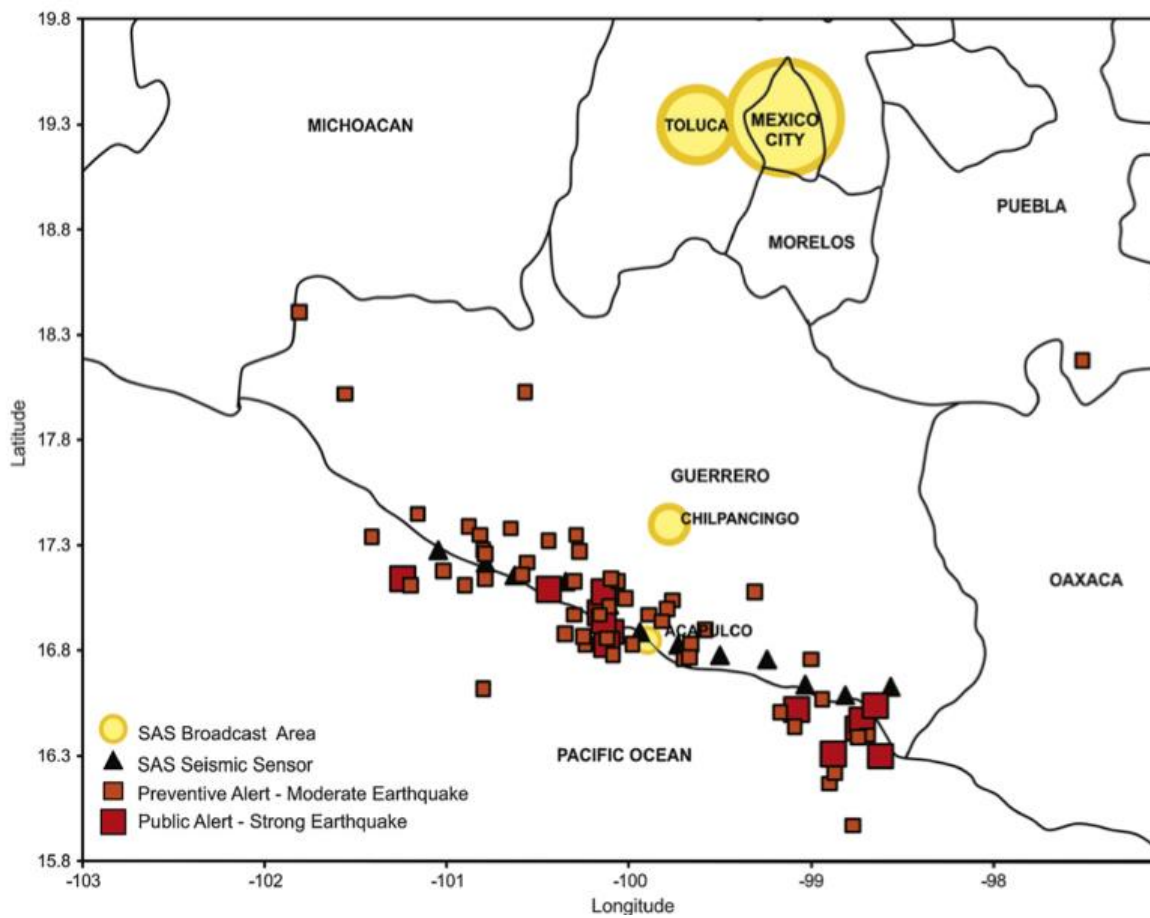 19.8
19.3
18.8
18.3
17.8
17.3
16.8
16.3
15.8
Latitude
MICHOACAN
TOLUCA
MEXICO
CITY
PUEBLA
MORELOS
GUERRERO
CHILPANCINGO
OAXACA
ACAPULCO
PACIFIC OCEAN
SAS Broadcast Area
SAS Seismic Sensor
Preventive Alert - Moderate Earthquake
Public Alert - Strong Earthquake
-103 -102 -101 -100 -99 -98
Longitude